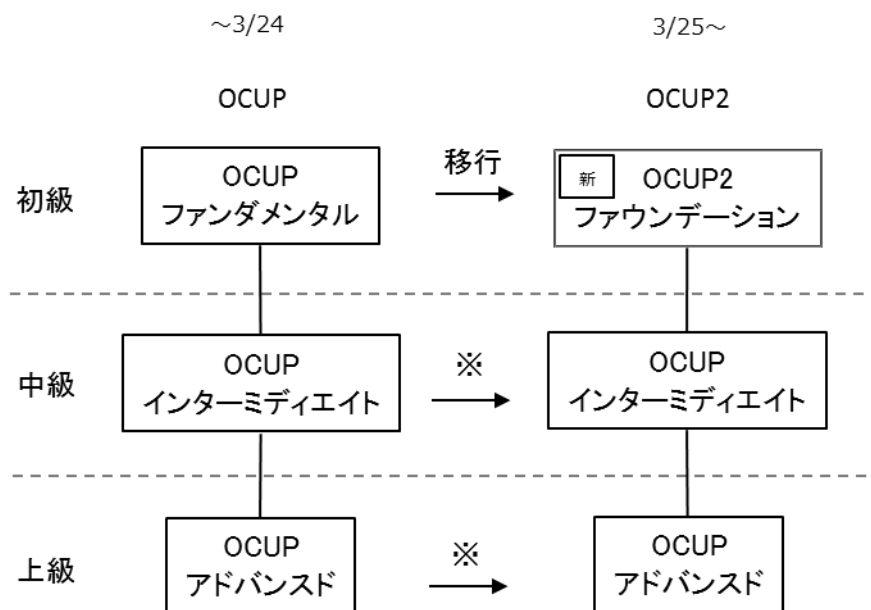 ～3/24
3/25～
OCUP
OCUP2
初級
OCUP
ファンダメンタル
移行
新
OCUP2
ファウンデーション
中級
OCUP
インターミディエイト
※
OCUP
インターミディエイト
上級
OCUP
アドバンスド
※
OCUP
アドバンスド